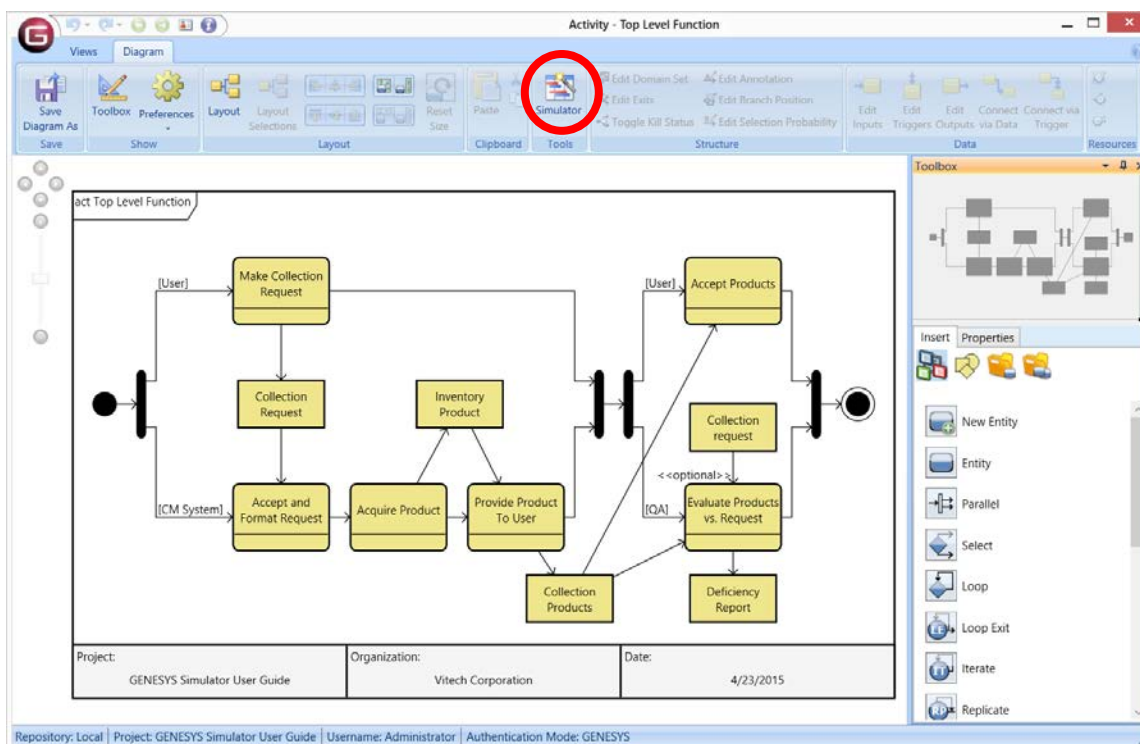 Activity - Top Level Function
Views Diagram
Save Diagram As
Toolbox
Preferences
Layout
Layout Selections
Reset Size
Paste
Simulator
Edit Domain Set
Edit Exits
Toggle Kill Status
Edit Annotation
Edit Branch Position
Edit Selection Probability
Edit Inputs
Edit Triggers
Edit Outputs
Connect via Data
Connect via Trigger
Save Show Layout Clipboard Tools Structure Data Resources
Toolbox
act Top Level Function
[User]
Make Collection
Request
[User]
Accept Products
Collection
Request
Inventory
Product
Collection
request
<<optional>>
[CM System]
Accept and
Format Request
Acquire Product
Provide Product
To User
[QA]
Evaluate Products
vs. Request
Collection
Products
Deficiency
Report
Project:
GENESYS Simulator User Guide
Organization:
Vitech Corporation
Date:
4/23/2015
Insert Properties
New Entity
Entity
Parallel
Select
Loop
Loop Exit
Iterate
Replicate
Repository: Local Project: GENESYS Simulator User Guide Username: Administrator Authentication Mode: GENESYS